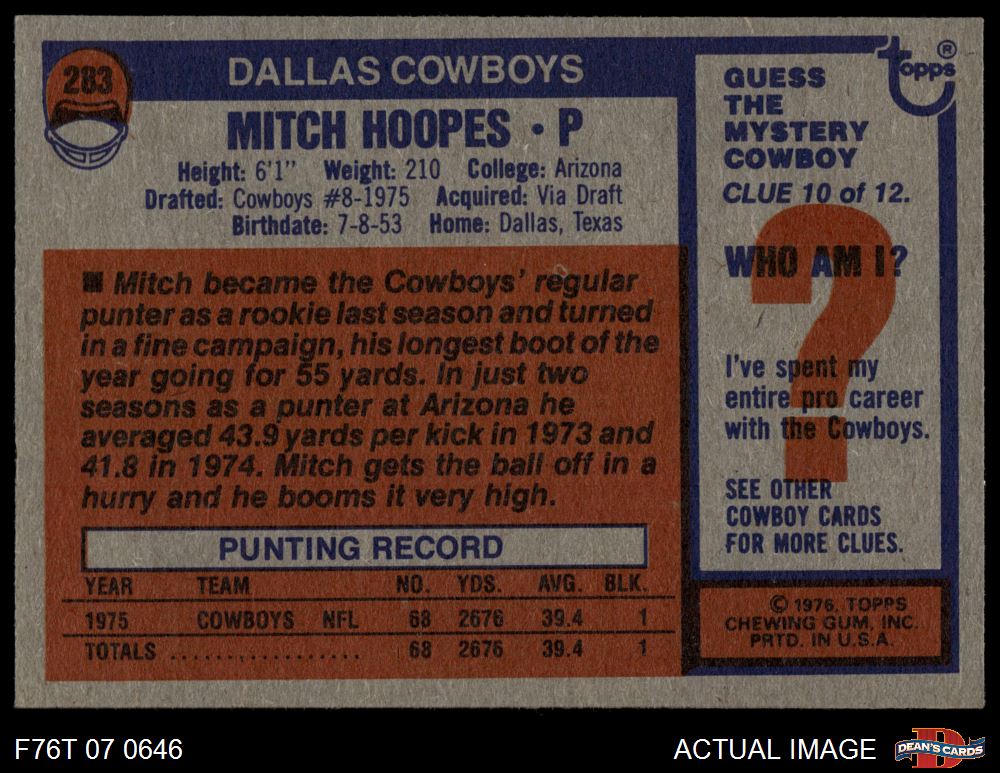 283
DALLAS COWBOYS
MITCH HOOPES • P
Height: 6'1" Weight: 210 College: Arizona
Drafted: Cowboys #8-1975 Acquired: Via Draft
Birthdate: 7-8-53 Home: Dallas, Texas
Mitch became the Cowboys' regular
punter as a rookie last season and turned
in a fine campaign, his longest boot of the
year going for 55 yards. In just two
seasons as a punter at Arizona he
averaged 43.9 yards per kick in 1973 and
41.8 in 1974. Mitch gets the ball off in a
hurry and he booms it very high.
PUNTING RECORD
YEAR TEAM NO. YDS. AVG. BLK.
1975 COWBOYS NFL 68 2676 39.4 1
TOTALS .................. 68 2676 39.4 1
topps ®
GUESS
THE
MYSTERY
COWBOY
CLUE 10 of 12.
WHO AM I?
?
I've spent my
entire pro career
with the Cowboys.
SEE OTHER
COWBOY CARDS
FOR MORE CLUES.
© 1976, TOPPS
CHEWING GUM, INC.
PRTD. IN U.S.A.
F76T 07 0646
ACTUAL IMAGE
D
DEAN'S CARDS